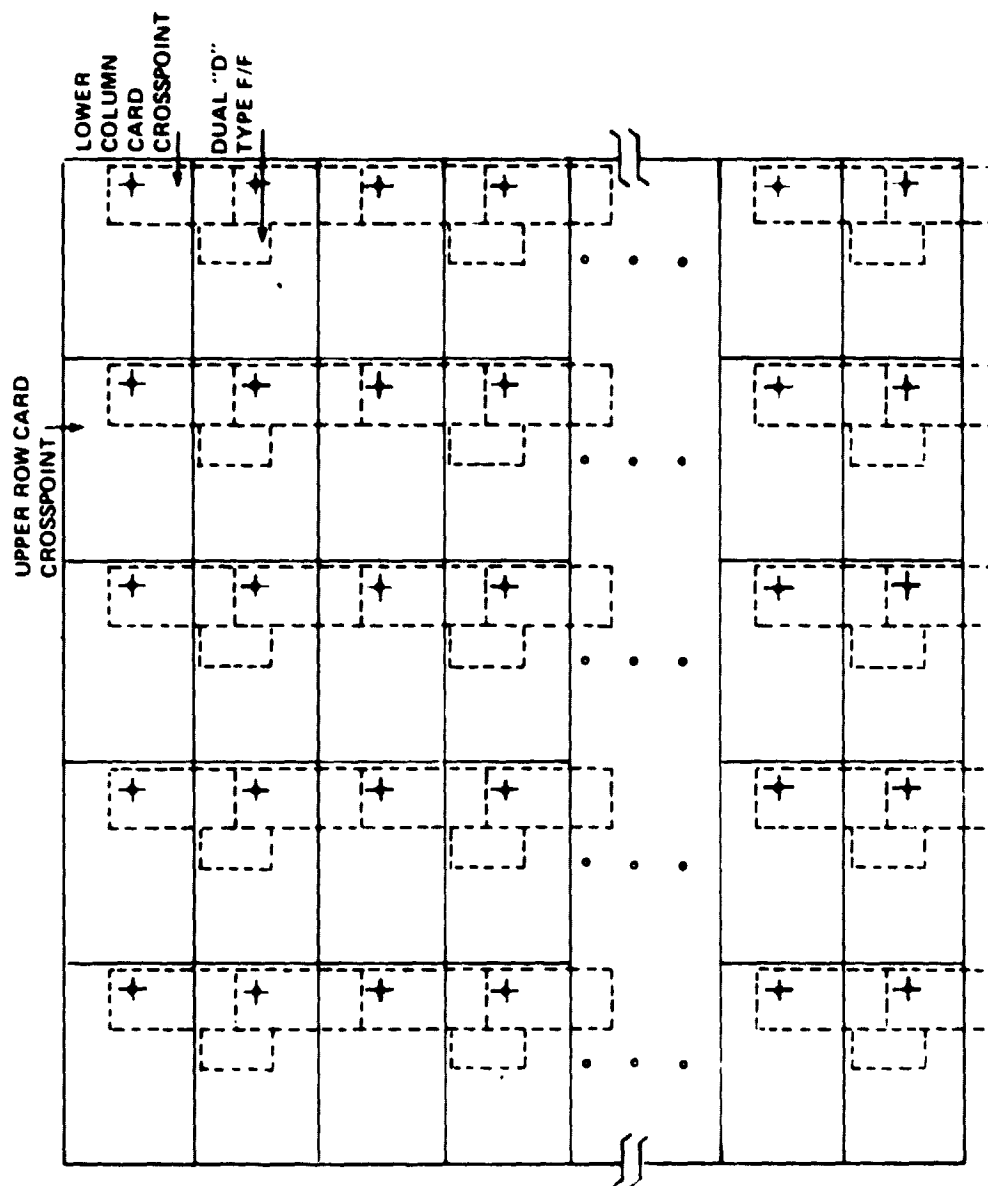 LOWER
COLUMN
CARD
CROSSPOINT
DUAL "D"
TYPE F/F
UPPER ROW CARD
CROSSPOINT